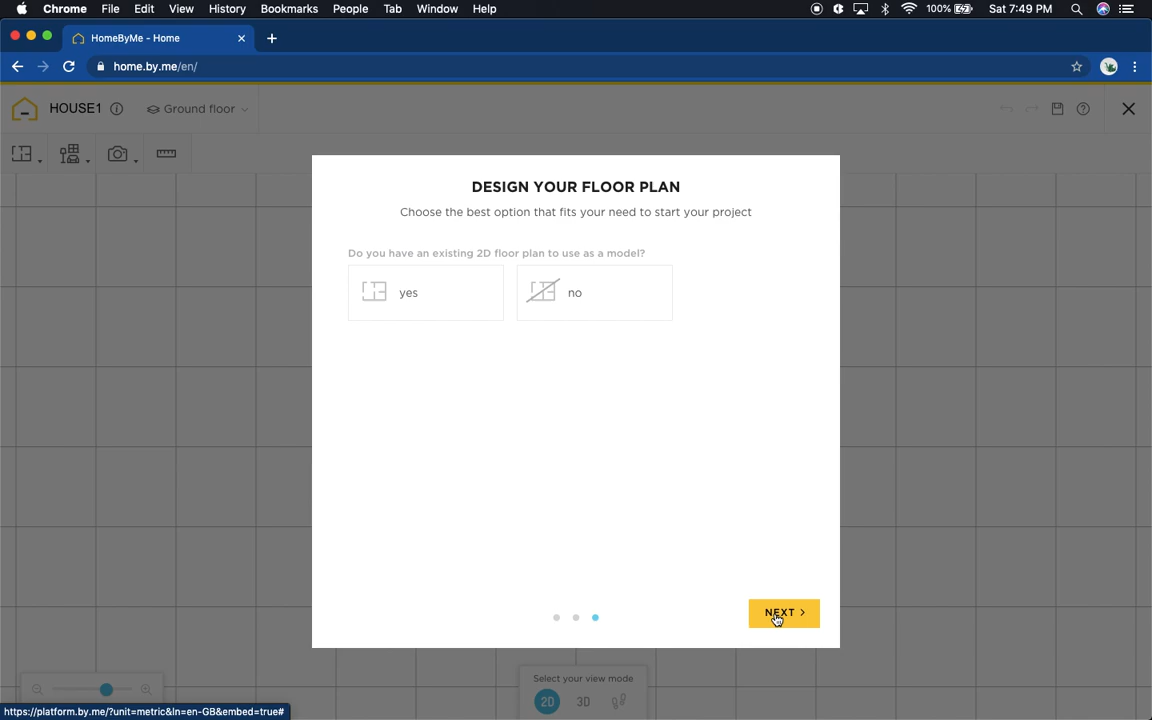 Chrome File Edit View History Bookmarks People Tab Window Help 100% Sat 7:49 PM
HomeByMe - Home
home.by.me/en/
HOUSE1 Ground floor
DESIGN YOUR FLOOR PLAN
Choose the best option that fits your need to start your project
Do you have an existing 2D floor plan to use as a model?
yes no
NEXT >
Select your view mode
2D 3D
https://platform.by.me/?unit=metric&ln=en-GB&embed=true#